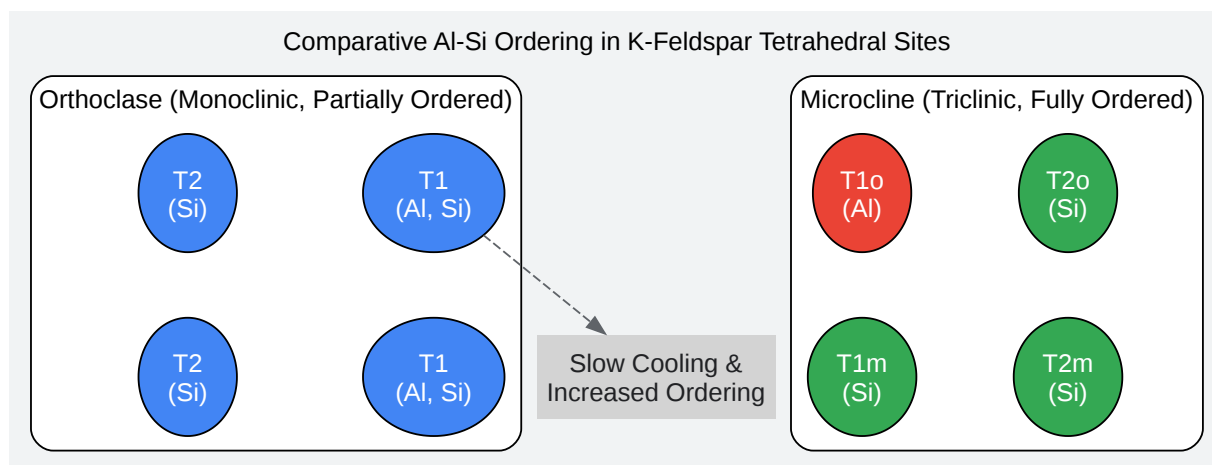 Comparative Al-Si Ordering in K-Feldspar Tetrahedral Sites
Orthoclase (Monoclinic, Partially Ordered)
T2
(Si)
T1
(Al, Si)
T2
(Si)
T1
(Al, Si)
Slow Cooling &
Increased Ordering
Microcline (Triclinic, Fully Ordered)
T1o
(Al)
T2o
(Si)
T1m
(Si)
T2m
(Si)